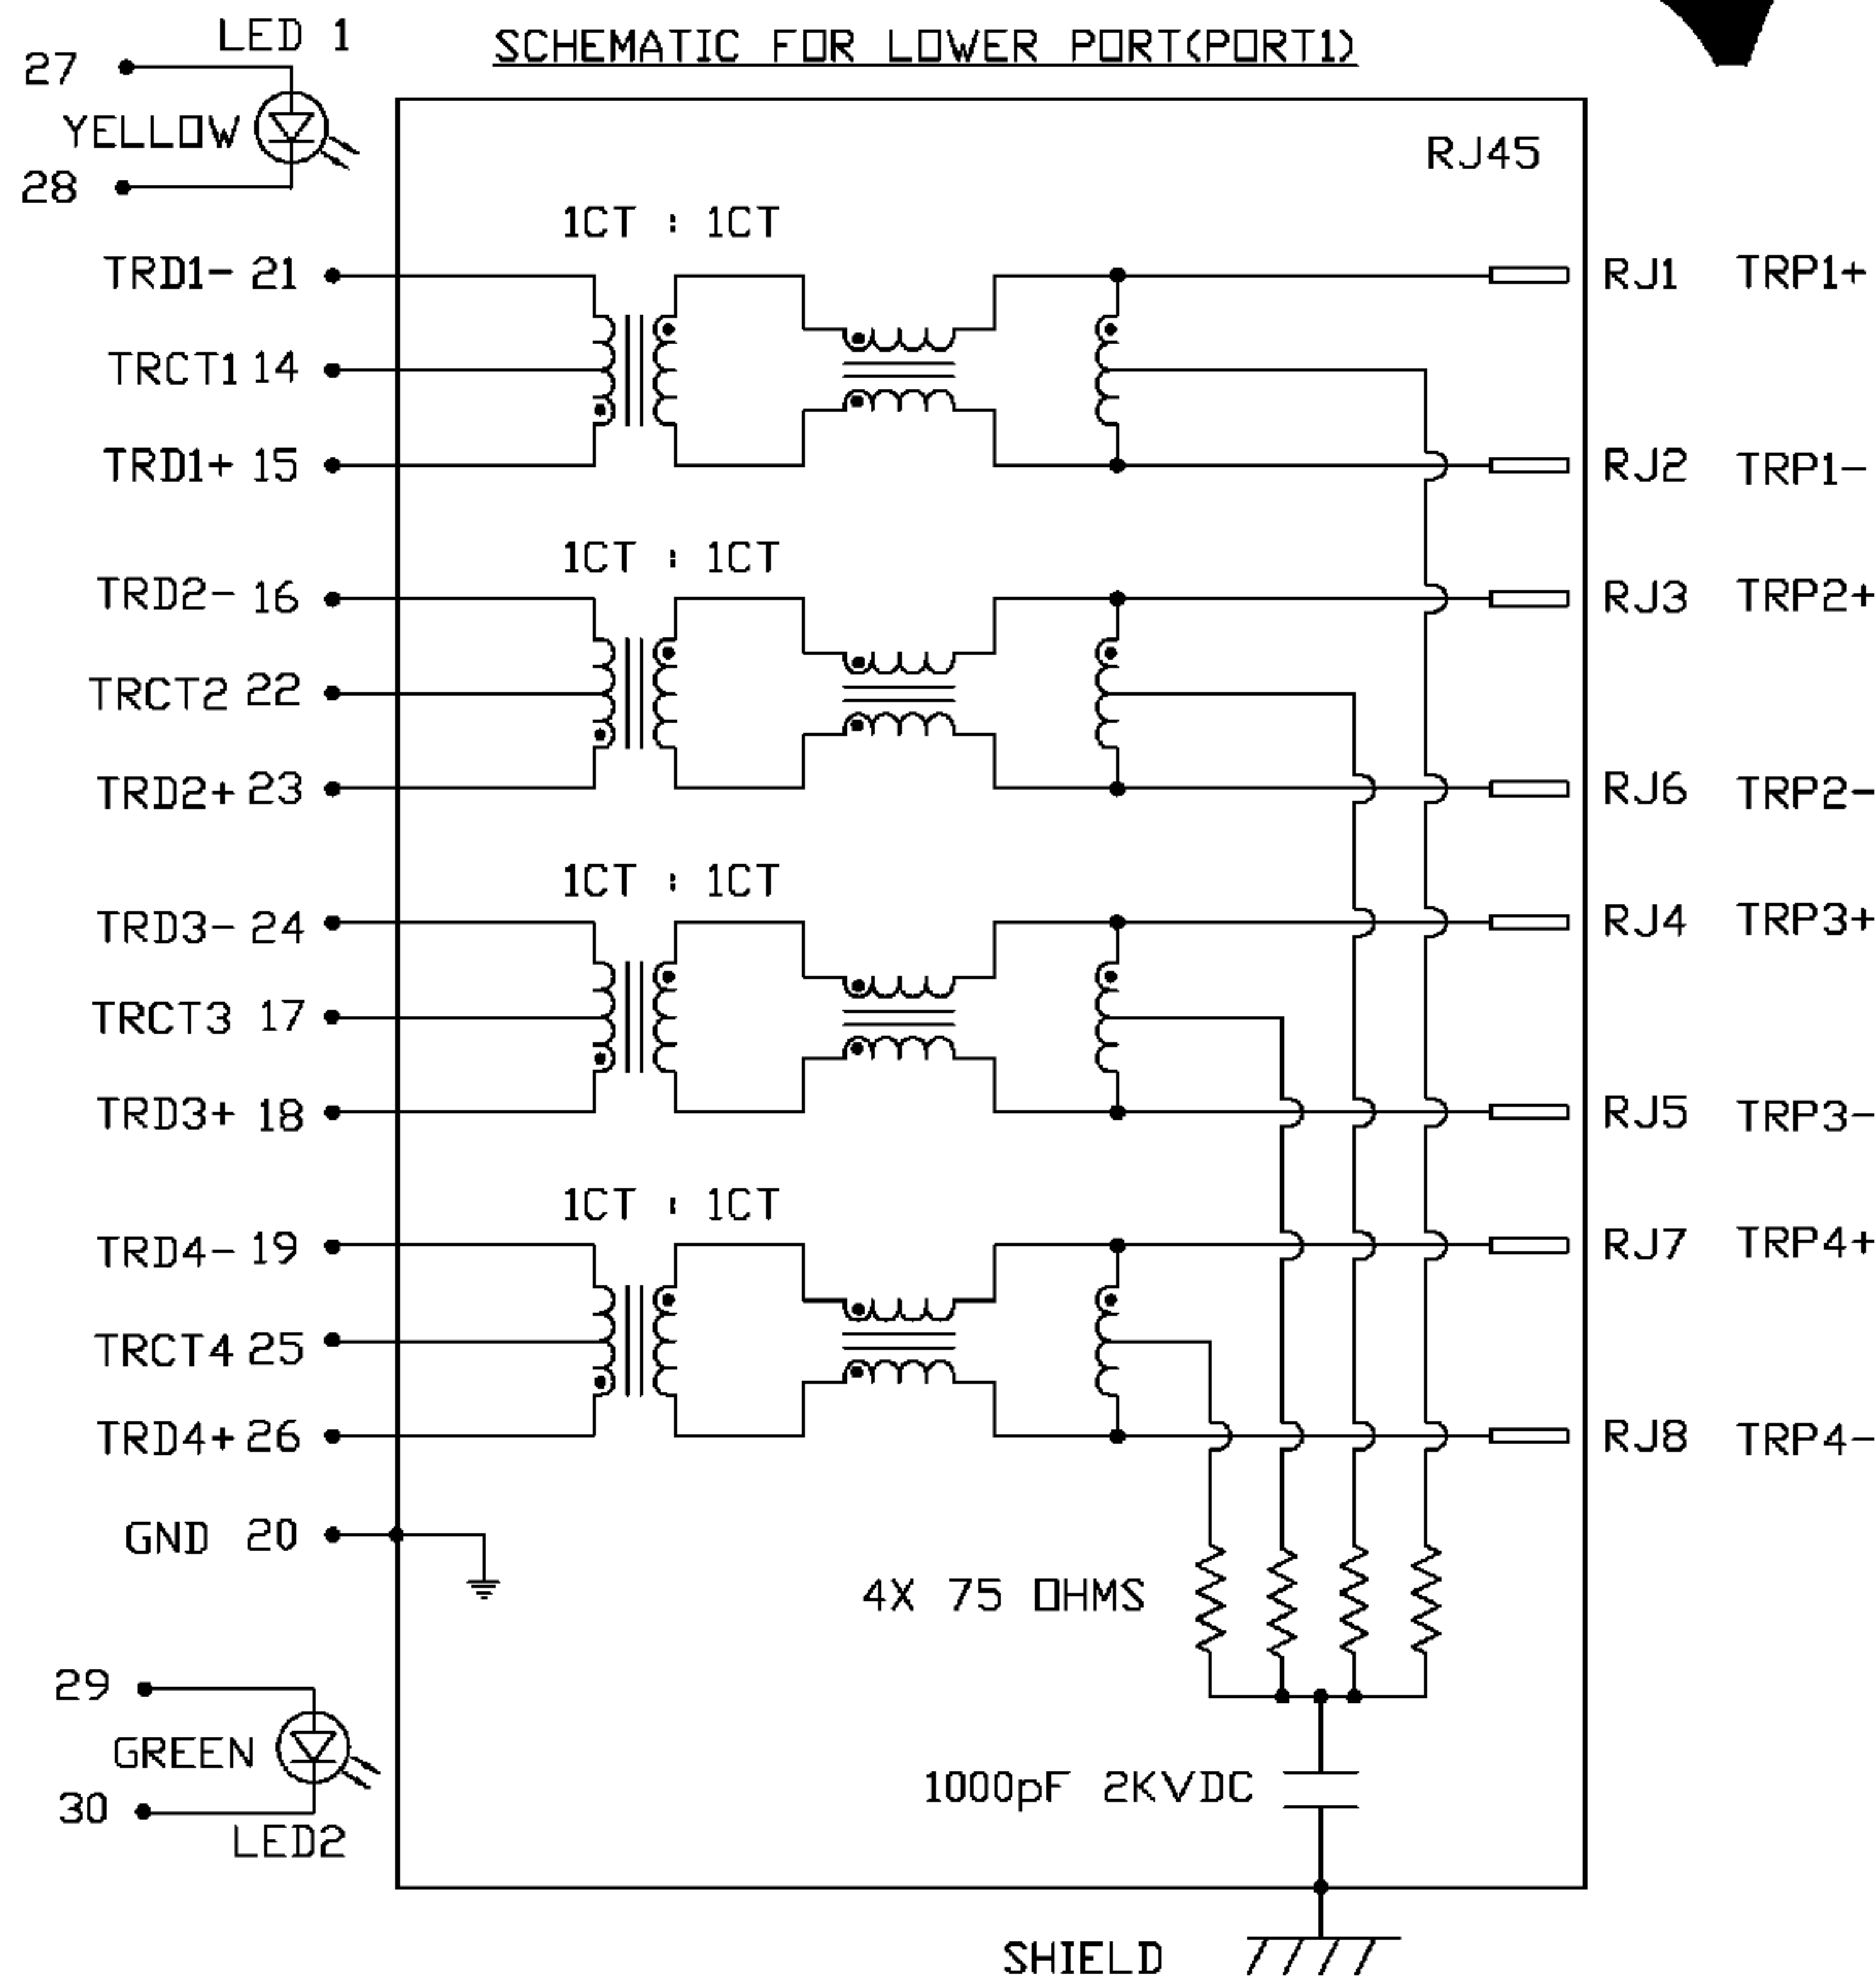 LED 1
SCHEMATIC FOR LOWER PORT(PORT1)
27
YELLOW
28
RJ45
1CT : 1CT
TRD1- 21
RJ1 TRP1+
TRCT1 14
TRD1+ 15
RJ2 TRP1-
1CT : 1CT
TRD2- 16
RJ3 TRP2+
TRCT2 22
TRD2+ 23
RJ6 TRP2-
1CT : 1CT
TRD3- 24
RJ4 TRP3+
TRCT3 17
TRD3+ 18
RJ5 TRP3-
1CT : 1CT
TRD4- 19
RJ7 TRP4+
TRCT4 25
TRD4+ 26
RJ8 TRP4-
GND 20
4X 75 OHMS
29
GREEN
30
LED2
1000pF 2KVDC
SHIELD